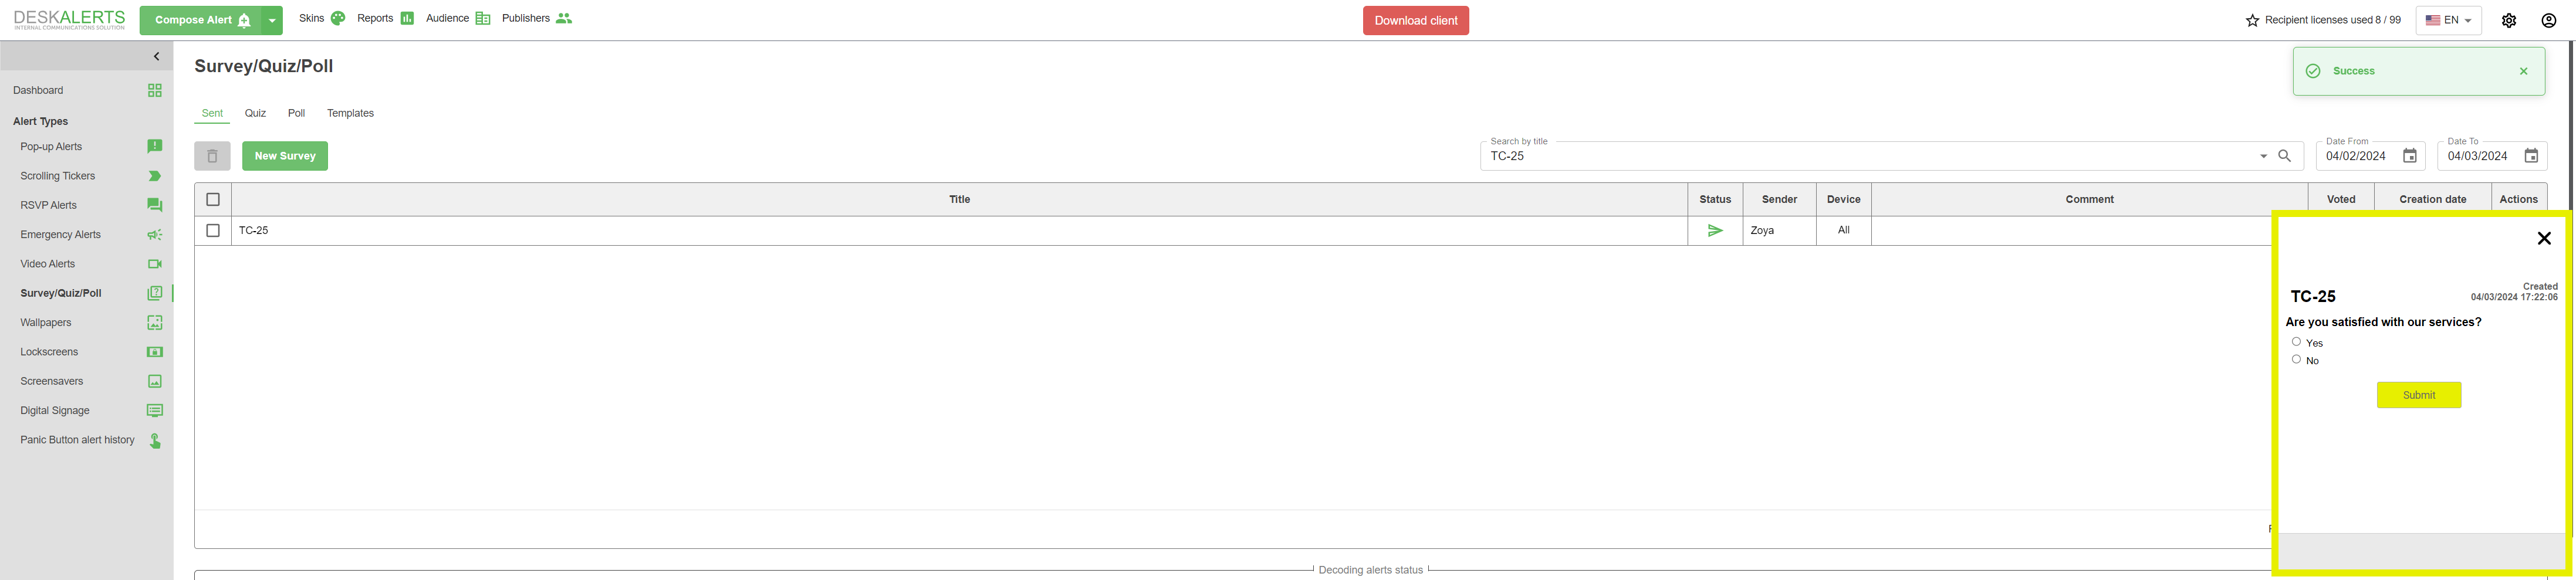 DESKALERTS
INTERNAL COMMUNICATIONS SOLUTION
Compose Alert
Skins
Reports
Audience
Publishers
Download client
Recipient licenses used 8 / 99
EN
Dashboard
Alert Types
Pop-up Alerts
Scrolling Tickers
RSVP Alerts
Emergency Alerts
Video Alerts
Survey/Quiz/Poll
Wallpapers
Lockscreens
Screensavers
Digital Signage
Panic Button alert history
Survey/Quiz/Poll
Success
Sent Quiz Poll Templates
New Survey
Search by title
TC-25
Date From
04/02/2024
Date To
04/03/2024
Title Status Sender Device Comment Voted Creation date Actions
TC-25 Zoya All
Created
04/03/2024 17:22:06
TC-25
Are you satisfied with our services?
Yes
No
Submit
Decoding alerts status